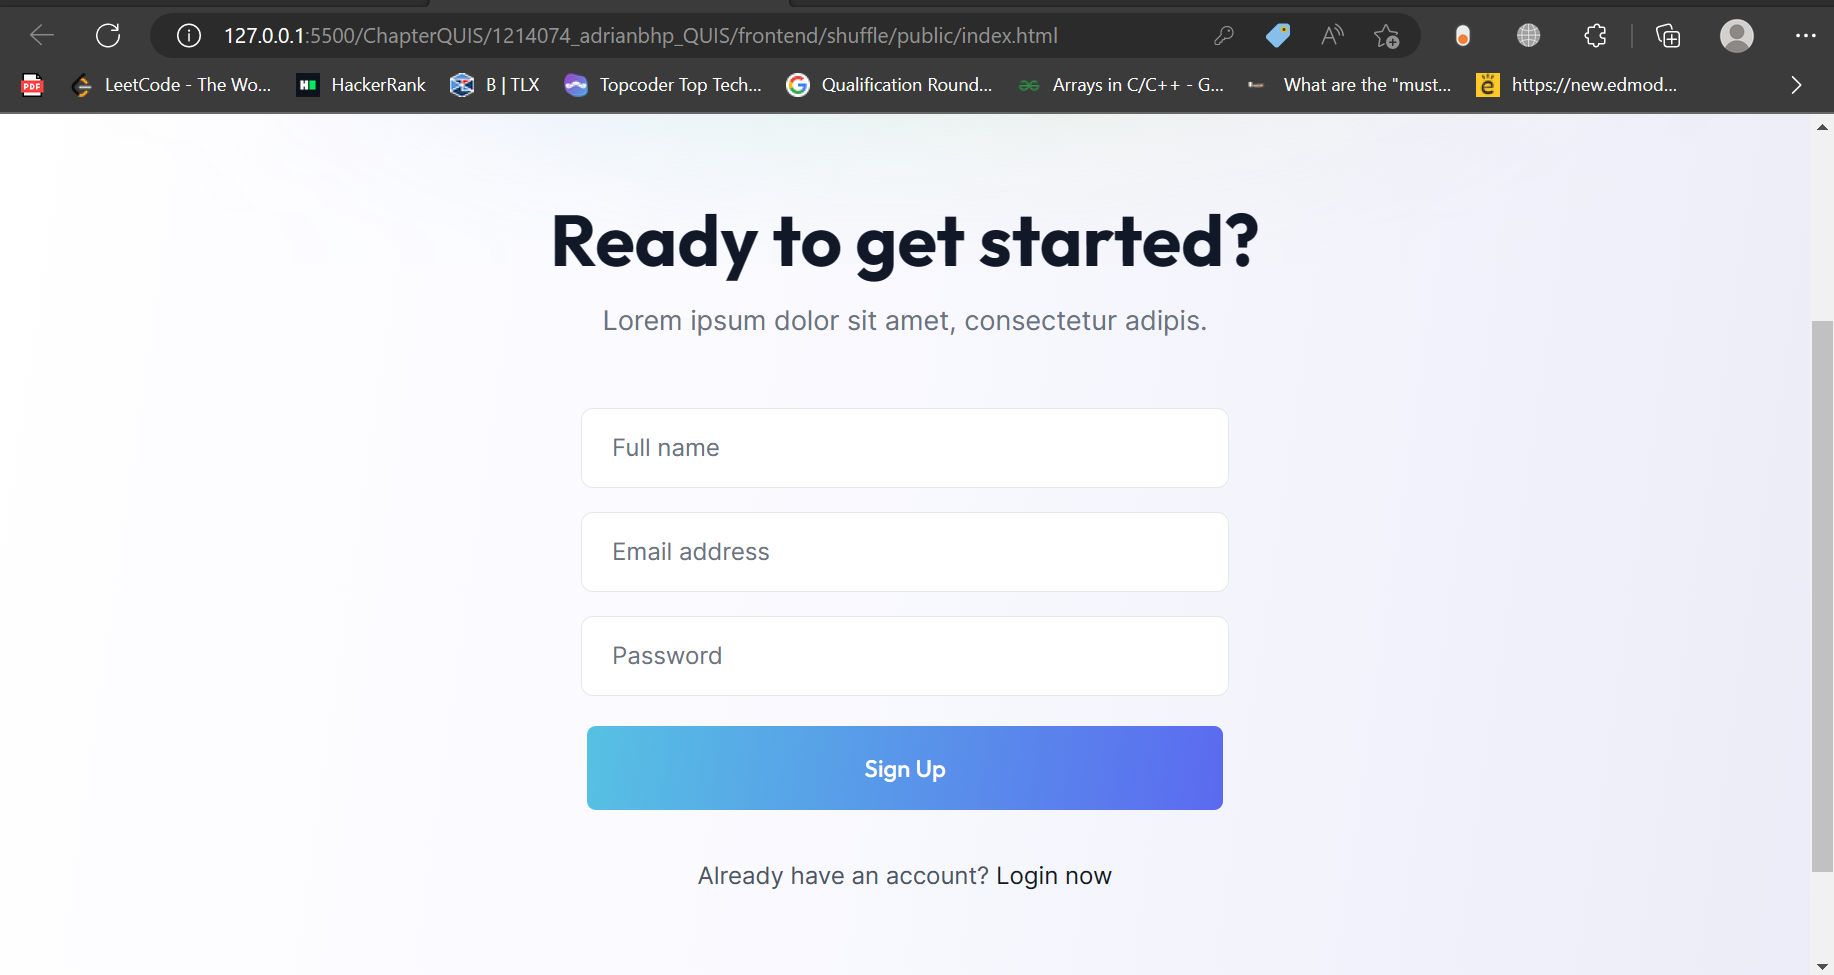 127.0.0.1:5500/ChapterQUIS/1214074_adrianbhp_QUIS/frontend/shuffle/public/index.html
PDF LeetCode - The Wo... HackerRank B | TLX Topcoder Top Tech... Qualification Round... Arrays in C/C++ - G... What are the "must... https://new.edmod...
Ready to get started?
Lorem ipsum dolor sit amet, consectetur adipis.
Full name
Email address
Password
Sign Up
Already have an account? Login now